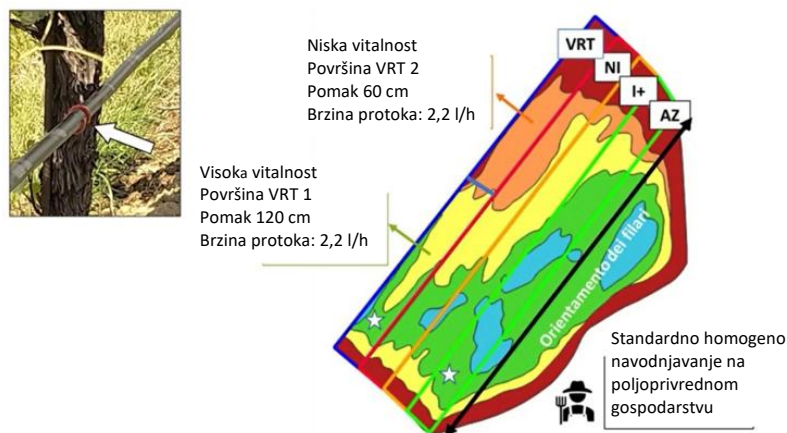 Niska vitalnost
Površina VRT 2
Pomak 60 cm
Brzina protoka: 2,2 l/h
Visoka vitalnost
Površina VRT 1
Pomak 120 cm
Brzina protoka: 2,2 l/h
VRT
NI
I+
AZ
Orientamento dei filari
Standardno homogeno
navodnjavanje na
poljoprivrednom
gospodarstvu